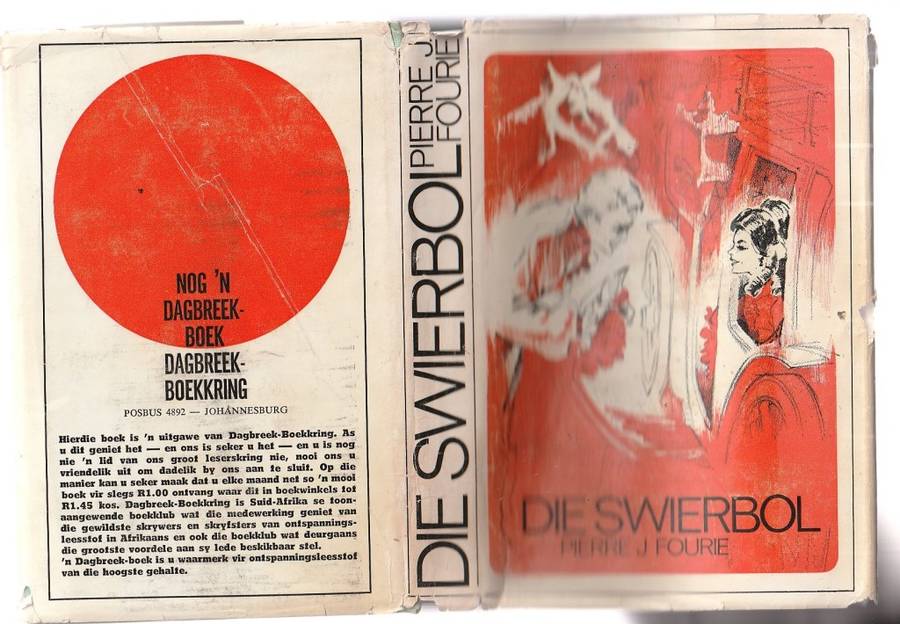 NOG 'N
DAGBREEK-
BOEK
DAGBREEK-
BOEKKRING
POSBUS 4892 — JOHANNESBURG
Hierdie boek is 'n uitgawe van Dagbreek-Boekkring. As
u dit geniet het — en ons is seker u het — en u is nog
nie 'n lid van ons groot leserskring nie, nooi ons u
vriendelik uit om dadelik by ons aan te sluit. Op die
manier kan u seker maak dat u elke maand net so 'n mooi
boek vir slegs R1.00 ontvang waar dit in boekwinkels tot
R1.45 kos. Dagbreek-Boekkring is Suid-Afrika se toon-
aangewende boekklub wat die medewerking geniet van
die gewildste skrywers en skryfsters van ontspannings-
leesstof in Afrikaans en ook die boekklub wat deurgaans
die grootste voordele aan sy lede beskikbaar stel.
'n Dagbreek-boek is u waarmerk vir ontspanningsleesstof
van die hoogste gehalte.
DIE SWIERBOL
PIERRE J.
FOURIE
DIE SWIERBOL
PIERRE J FOURIE